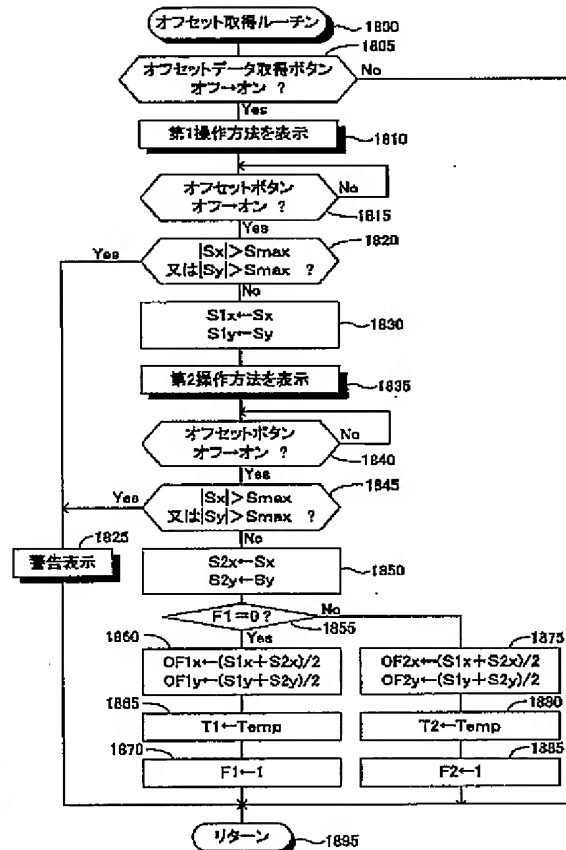 オフセット取得ルーチン
1800
1805
オフセットデータ取得ボタン
オフ→オン ?
No
Yes
第1操作方法を表示
1810
オフセットボタン
オフ→オン ?
No
1815
Yes
1820
|Sx|>Smax
又は|Sy|>Smax ?
Yes
No
S1x←Sx
S1y←Sy
1830
第2操作方法を表示
1835
オフセットボタン
オフ→オン ?
No
1840
Yes
1845
|Sx|>Smax
又は|Sy|>Smax ?
Yes
No
1825
警告表示
S2x←Sx
S2y←Sy
1850
F1=0?
No
1855
Yes
1860
OF1x←(S1x+S2x)/2
OF1y←(S1y+S2y)/2
1875
OF2x←(S1x+S2x)/2
OF2y←(S1y+S2y)/2
1865
T1←Temp
1880
T2←Temp
1870
F1←1
1885
F2←1
リターン
1895